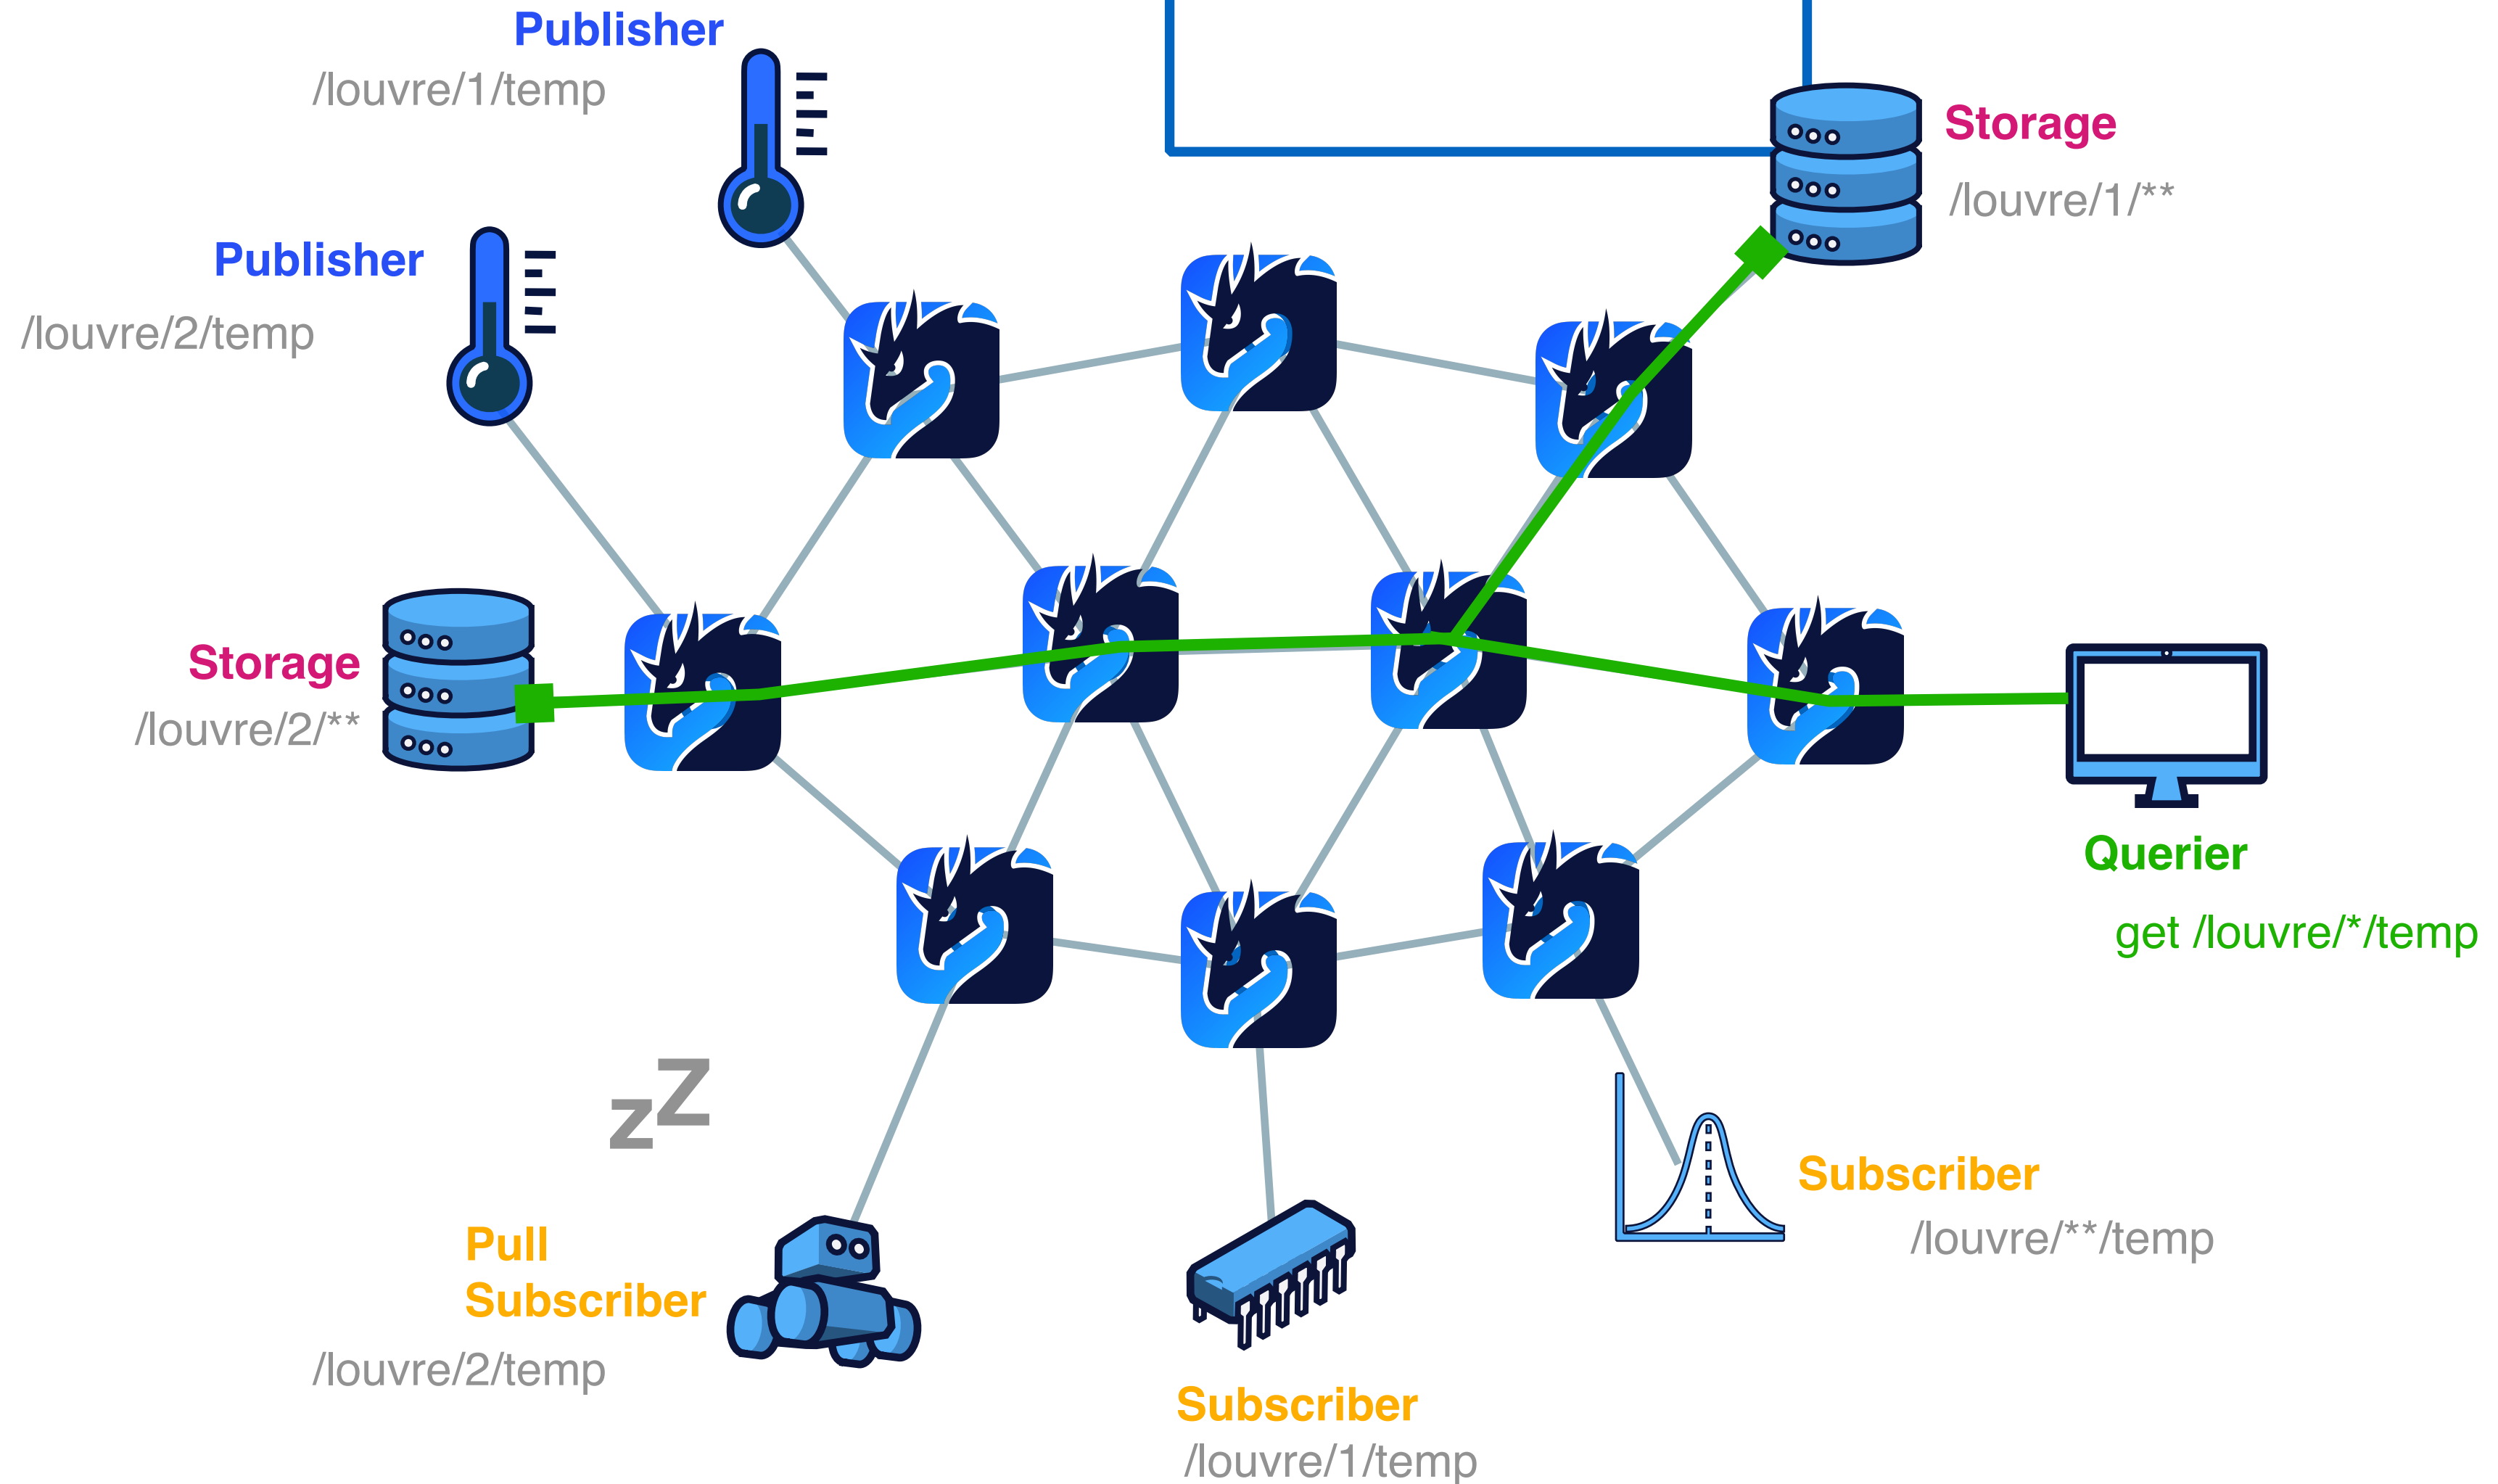 Publisher
/louvre/1/temp
Storage
/louvre/1/**
Publisher
/louvre/2/temp
Storage
/louvre/2/**
Querier
get /louvre/*/temp
zZ
Subscriber
/louvre/**/temp
Pull
Subscriber
/louvre/2/temp
Subscriber
/louvre/1/temp